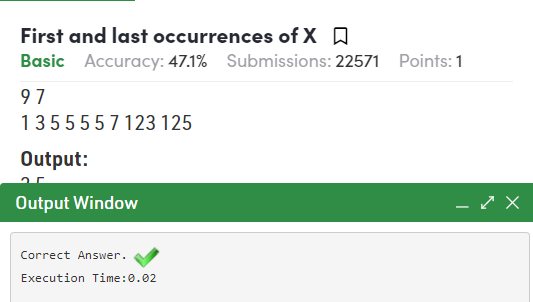 First and last occurrences of X
Basic Accuracy: 47.1% Submissions: 22571 Points: 1
9 7
1 3 5 5 5 5 7 123 125
Output:
Output Window
Correct Answer.
Execution Time:0.02